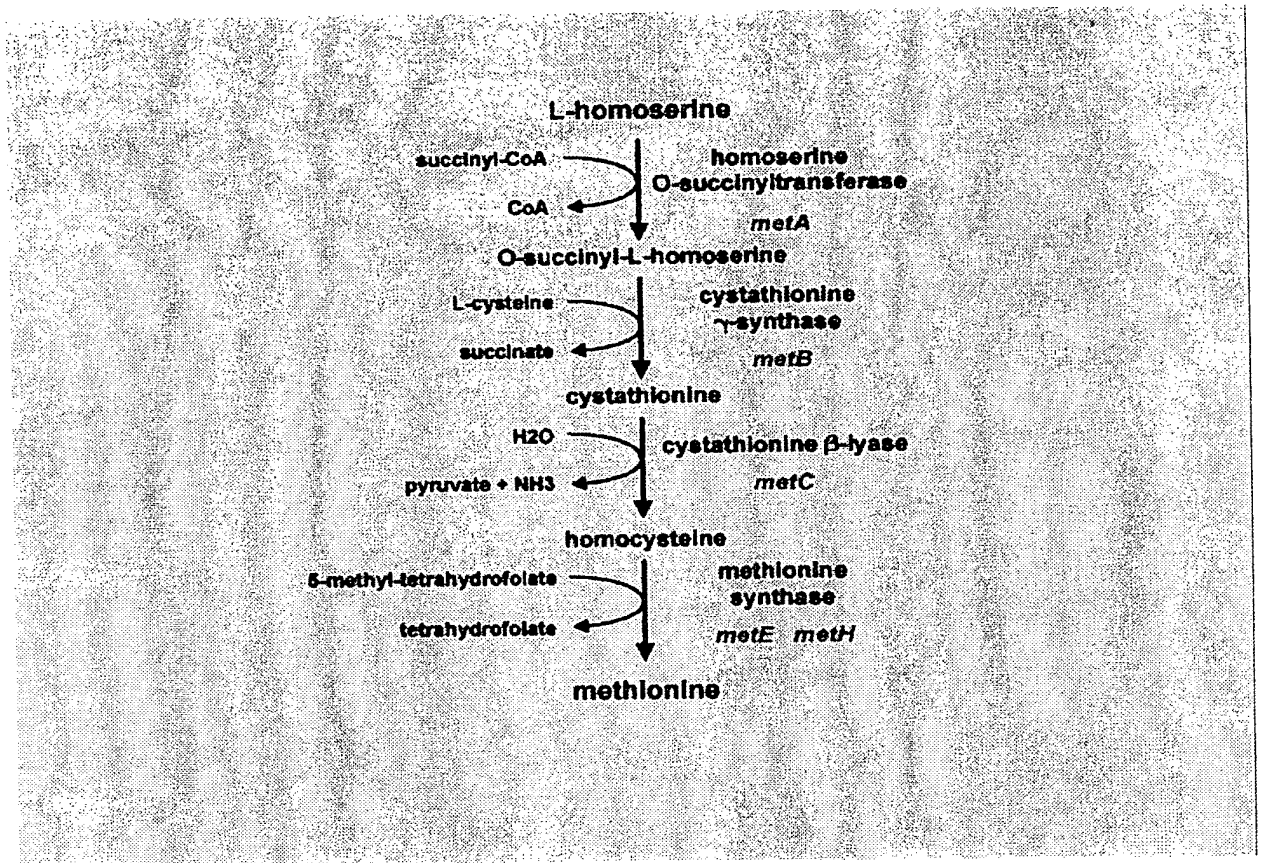 L-homoserine
succinyl-CoA
homoserine
O-succinyltransferase
CoA
metA
O-succinyl-L-homoserine
L-cysteine
cystathionine
γ-synthase
succinate
metB
cystathionine
H2O
cystathionine β-lyase
pyruvate + NH3
metC
homocysteine
5-methyl-tetrahydrofolate
methionine
synthase
tetrahydrofolate
metE metH
methionine